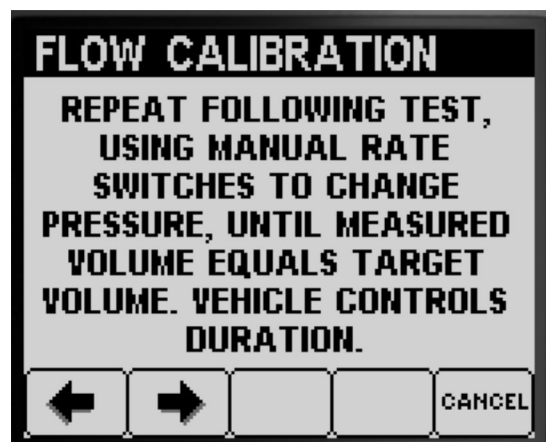 FLOW CALIBRATION
REPEAT FOLLOWING TEST,
USING MANUAL RATE
SWITCHES TO CHANGE
PRESSURE, UNTIL MEASURED
VOLUME EQUALS TARGET
VOLUME. VEHICLE CONTROLS
DURATION.
CANCEL